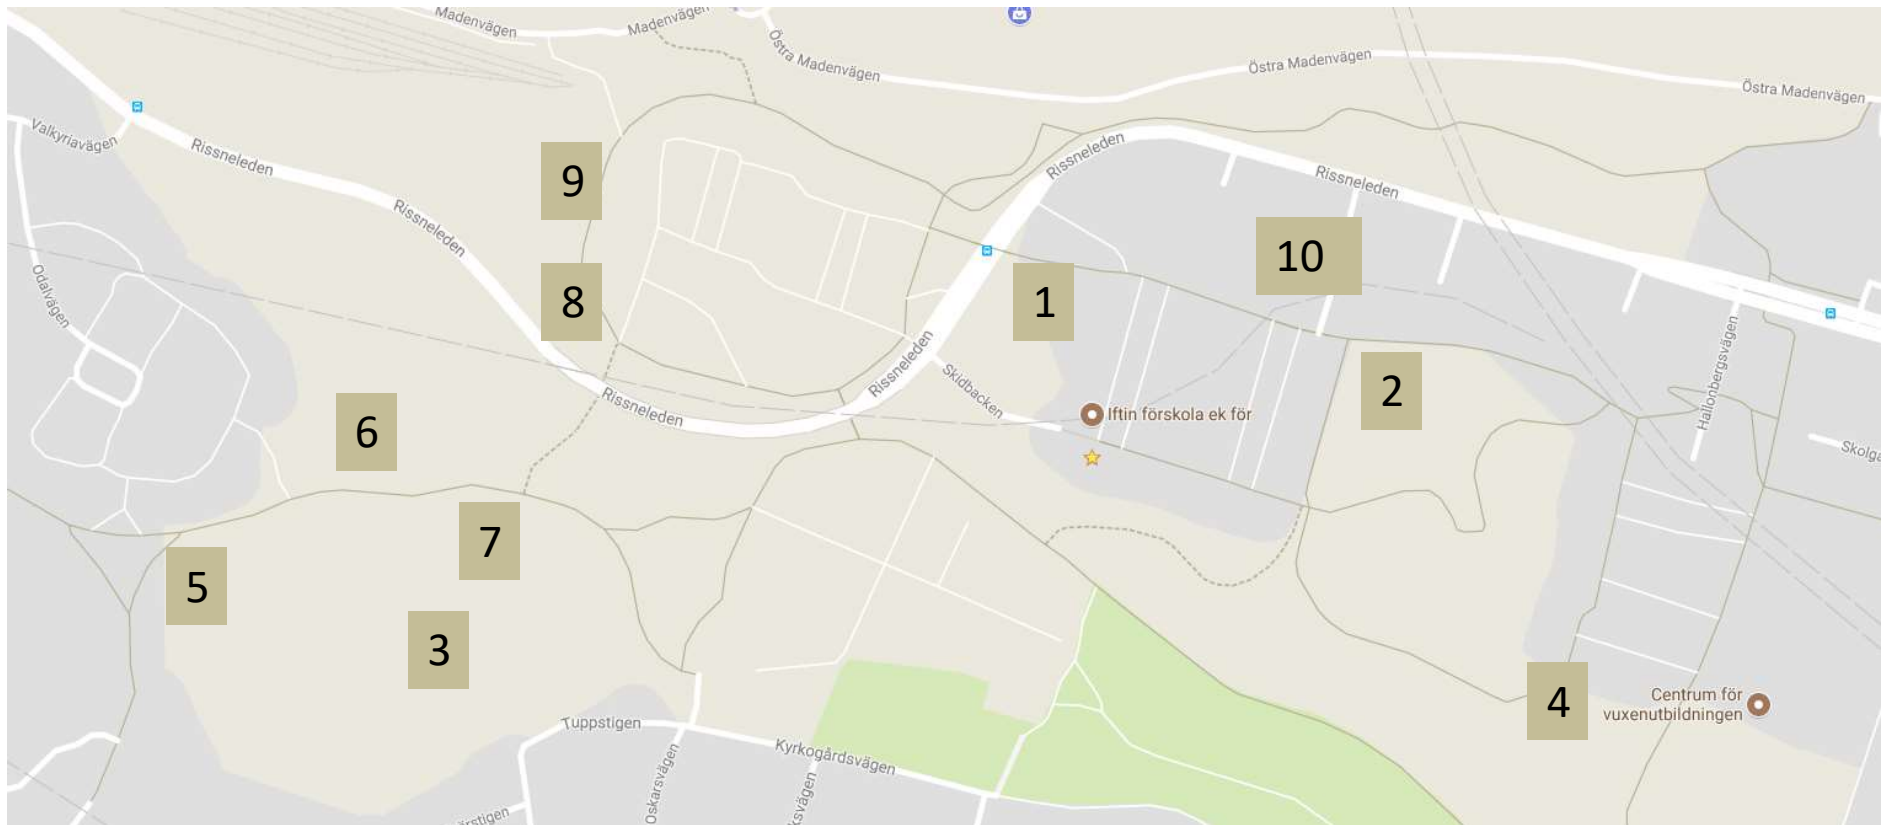 Madenvägen
Madenvägen
Östra Madenvägen
Östra Madenvägen
Östra Madenvägen
Valkyriavägen
Rissneleden
Rissneleden
Rissneleden
Rissneleden
9
10
8
1
Odalvägen
Rissneleden
Rissneleden
Skidbacken
2
Hallonbergsvägen
Iftin förskola ek för
6
7
5
3
4
Centrum för
vuxenutbildningen
Tuppstigen
Kyrkogårdsvägen
Oskarsvägen